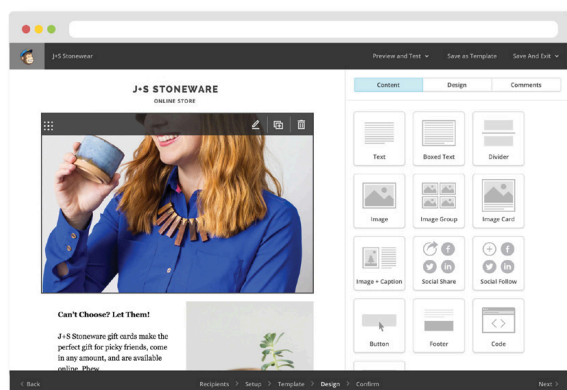 J+S Stonewear
Preview and Test
Save as Template
Save And Exit
J+S STONEWARE
ONLINE STORE
Content
Design
Comments
Text
Boxed Text
Divider
Image
Image Group
Image Card
Image + Caption
Social Share
Social Follow
Button
Footer
Code
Can't Choose? Let Them!
J+S Stoneware gift cards make the
perfect gift for picky friends, come
in any amount, and are available
online. Phew.
< Back
Recipients > Setup > Template > Design > Confirm
Next >